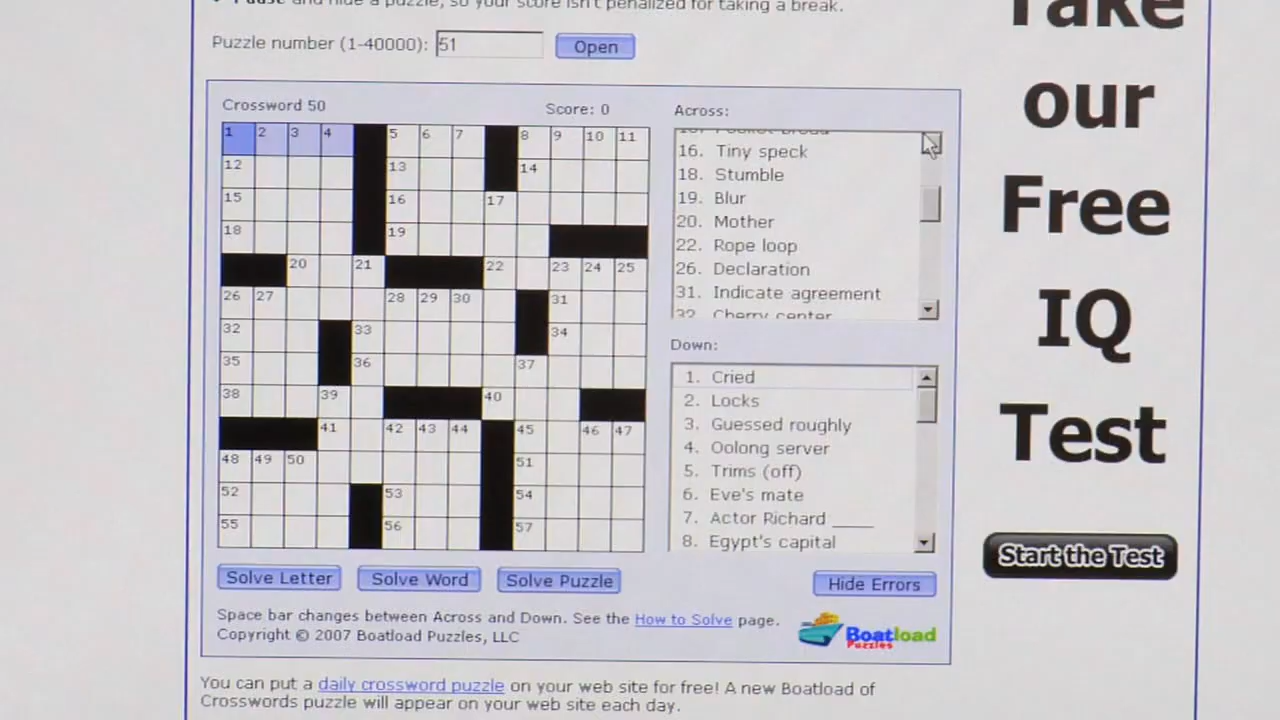 Pause and hide a puzzle, so your score isn't penalized for taking a break.
Take
our
Free
IQ
Test
Start the Test
Puzzle number (1-40000): 51 Open
Crossword 50 Score: 0
1 2 3 4 5 6 7 8 9 10 11
12 13 14
15 16 17
18 19
20 21 22 23 24 25
26 27 28 29 30 31
32 33 34
35 36 37
38 39 40
41 42 43 44 45 46 47
48 49 50 51
52 53 54
55 56 57
Across:
16. Tiny speck
18. Stumble
19. Blur
20. Mother
22. Rope loop
26. Declaration
31. Indicate agreement
32. Cherry center
Down:
1. Cried
2. Locks
3. Guessed roughly
4. Oolong server
5. Trims (off)
6. Eve's mate
7. Actor Richard ____
8. Egypt's capital
Solve Letter Solve Word Solve Puzzle Hide Errors
Space bar changes between Across and Down. See the How to Solve page.
Copyright © 2007 Boatload Puzzles, LLC
Boatload
Puzzles
You can put a daily crossword puzzle on your web site for free! A new Boatload of
Crosswords puzzle will appear on your web site each day.